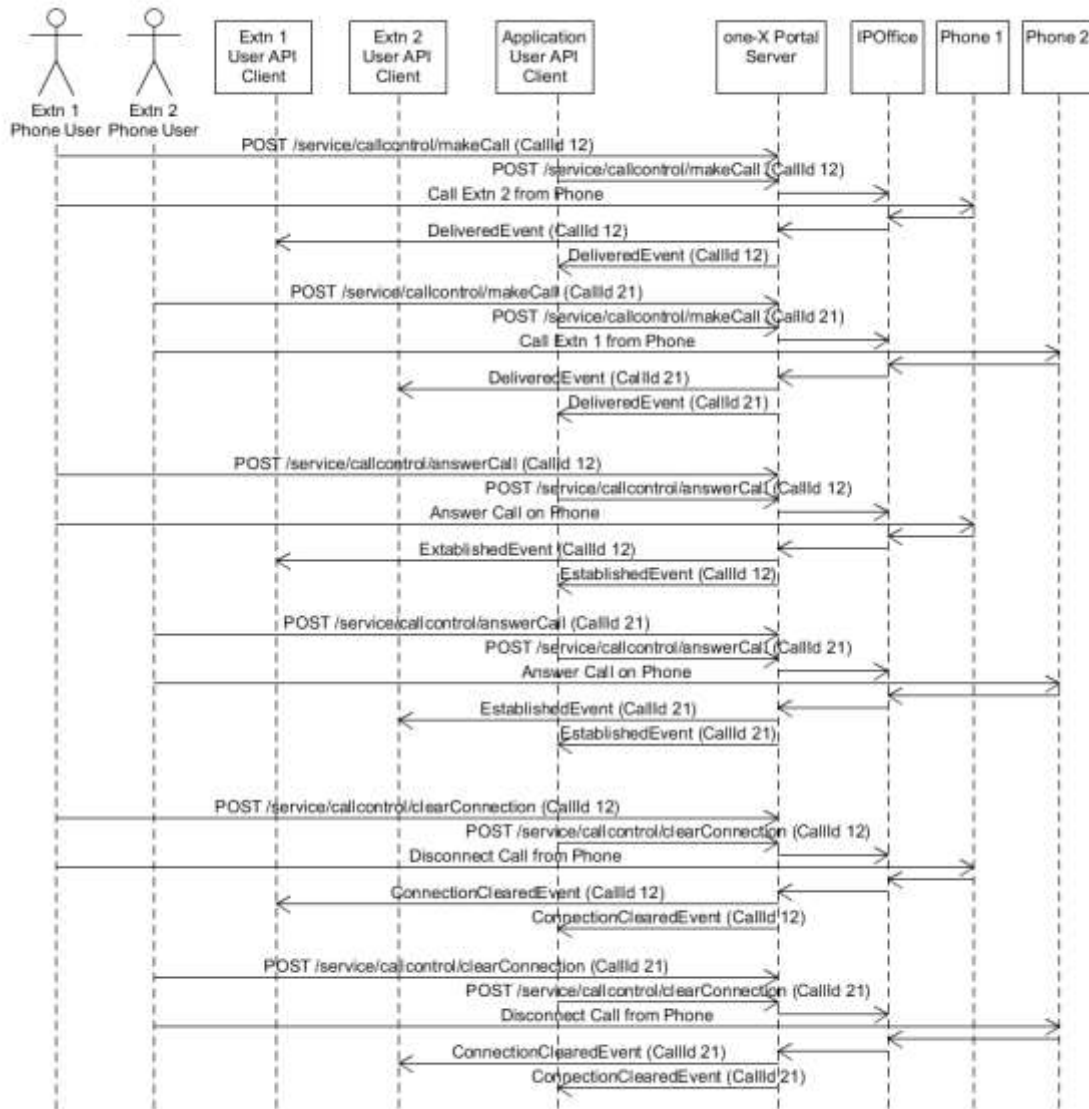 Extn 1
User API
Client
Extn 2
User API
Client
Application
User API
Client
one-X Portal
Server
IPOffice
Phone 1
Phone 2
Extn 1
Phone User
Extn 2
Phone User
POST /service/callcontrol/makeCall (CallId 12)
POST /service/callcontrol/makeCall (CallId 12)
Call Extn 2 from Phone
DeliveredEvent (CallId 12)
DeliveredEvent (CallId 12)
POST /service/callcontrol/makeCall (CallId 21)
POST /service/callcontrol/makeCall (CallId 21)
Call Extn 1 from Phone
DeliveredEvent (CallId 21)
DeliveredEvent (CallId 21)
POST /service/callcontrol/answerCall (CallId 12)
POST /service/callcontrol/answerCall (CallId 12)
Answer Call on Phone
ExtablishedEvent (CallId 12)
EstablishedEvent (CallId 12)
POST /service/callcontrol/answerCall (CallId 21)
POST /service/callcontrol/answerCall (CallId 21)
Answer Call on Phone
EstablishedEvent (CallId 21)
EstablishedEvent (CallId 21)
POST /service/callcontrol/clearConnection (CallId 12)
POST /service/callcontrol/clearConnection (CallId 12)
Disconnect Call from Phone
ConnectionClearedEvent (CallId 12)
ConnectionClearedEvent (CallId 12)
POST /service/callcontrol/clearConnection (CallId 21)
POST /service/callcontrol/clearConnection (CallId 21)
Disconnect Call from Phone
ConnectionClearedEvent (CallId 21)
ConnectionClearedEvent (CallId 21)